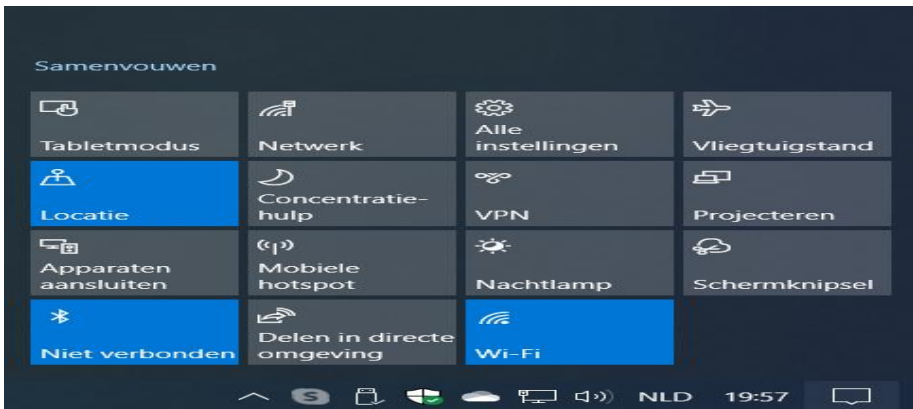 Samenvouwen
Tabletmodus
Netwerk
Alle
instellingen
Vliegtuigstand
Locatie
Concentratie-
hulp
VPN
Projecteren
Apparaten
aansluiten
Mobiele
hotspot
Nachtlamp
Schermknipsel
Niet verbonden
Delen in directe
omgeving
Wi-Fi
NLD 19:57